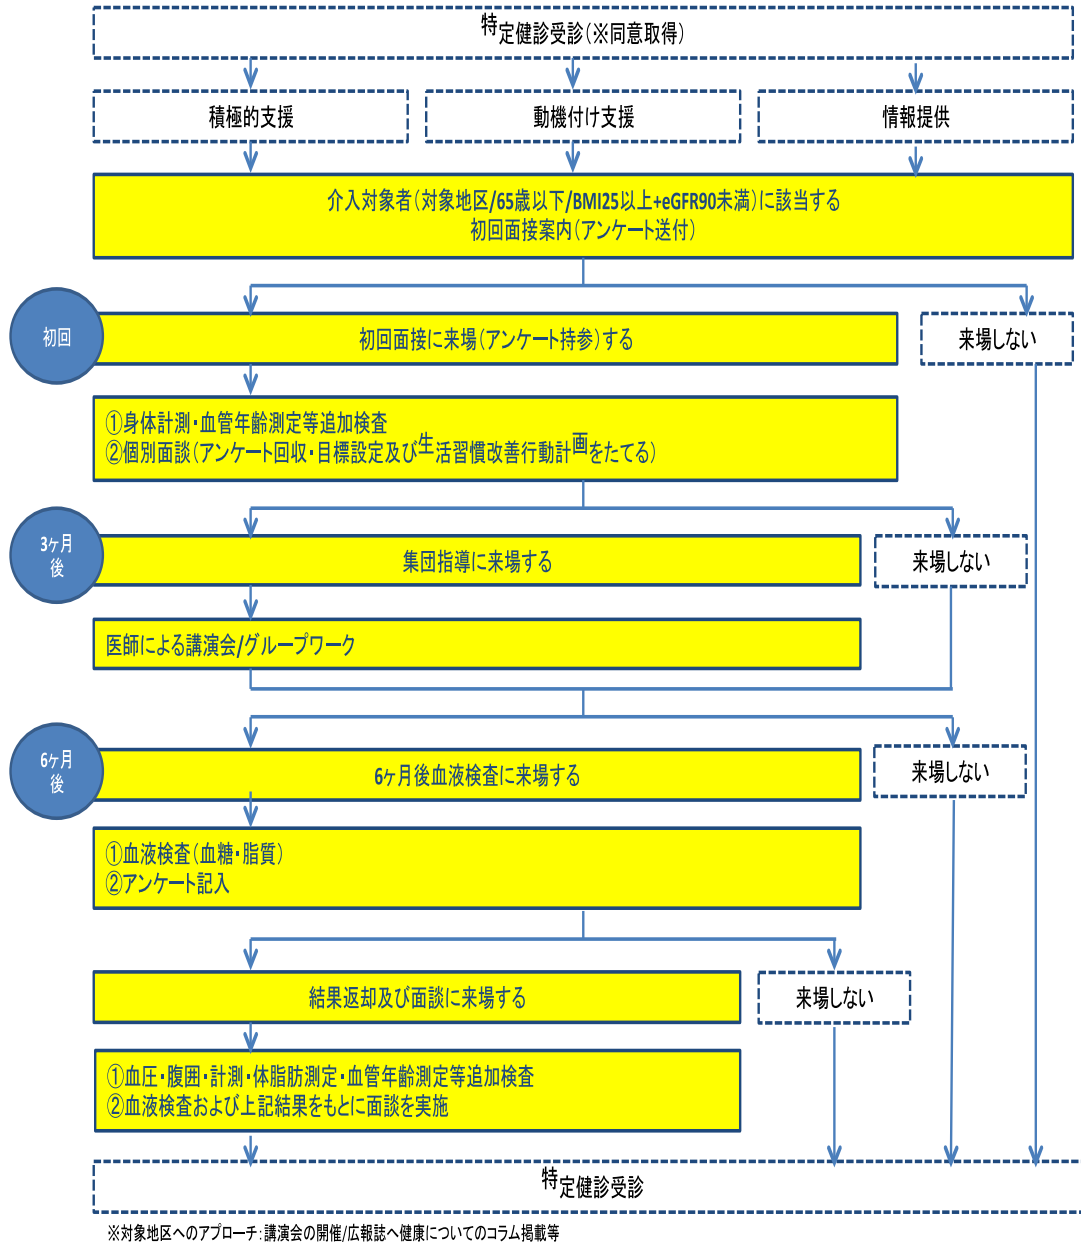 特定健診受診(※同意取得)
積極的支援
動機付け支援
情報提供
介入対象者(対象地区/65歳以下/BMI25以上+eGFR90未満)に該当する
初回面接案内(アンケート送付)
初回
初回面接に来場(アンケート持参)する
来場しない
①身体計測・血管年齢測定等追加検査
②個別面談(アンケート回収・目標設定及び生活習慣改善行動計画をたてる)
3ヶ月
後
集団指導に来場する
来場しない
医師による講演会/グループワーク
6ヶ月
後
6ヶ月後血液検査に来場する
来場しない
①血液検査(血糖・脂質)
②アンケート記入
結果返却及び面談に来場する
来場しない
①血圧・腹囲・計測・体脂肪測定・血管年齢測定等追加検査
②血液検査および上記結果をもとに面談を実施
特定健診受診
※対象地区へのアプローチ:講演会の開催/広報誌へ健康についてのコラム掲載等